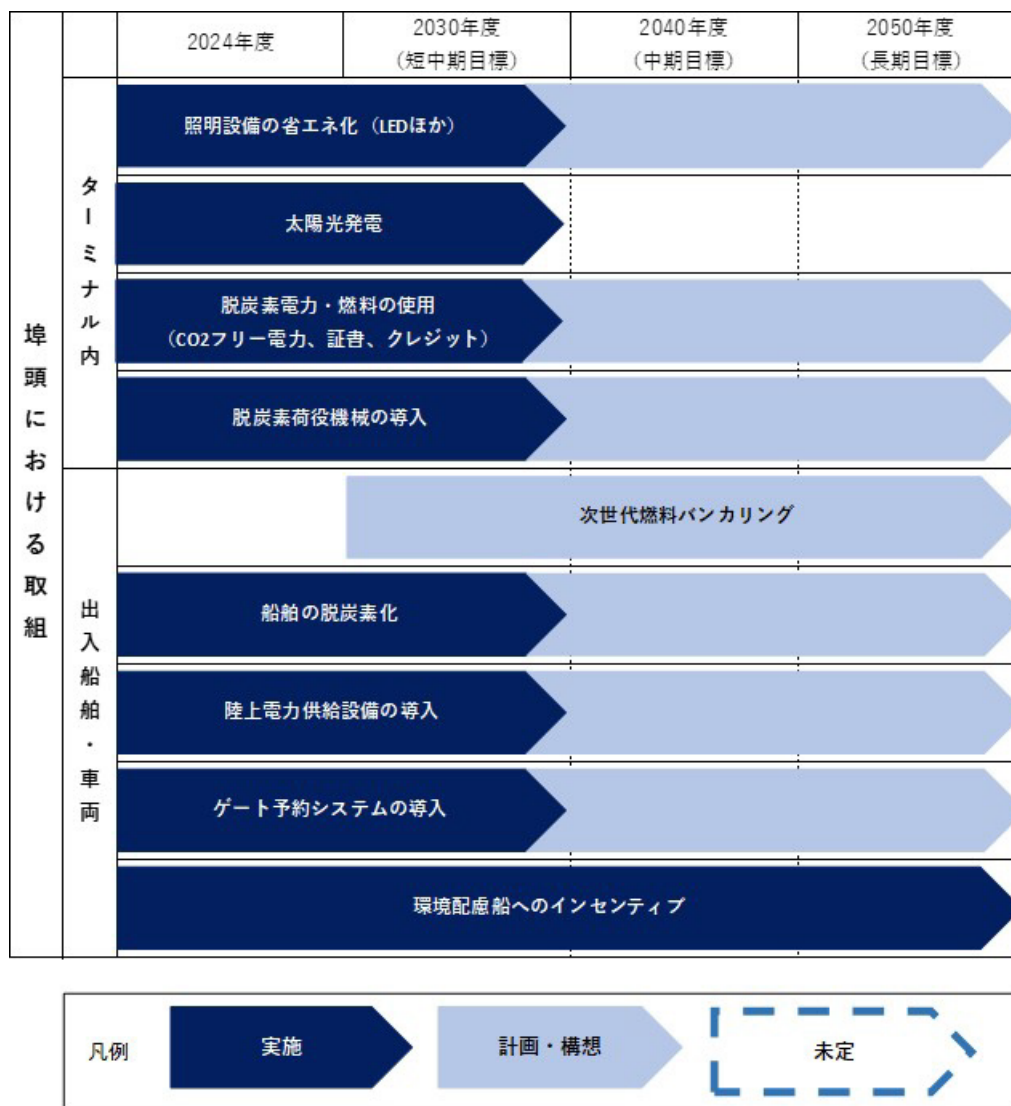 2024年度
2030年度
(短中期目標)
2040年度
(中期目標)
2050年度
(長期目標)
埠頭における取組
ターミナル内
照明設備の省エネ化（LEDほか）
太陽光発電
脱炭素電力・燃料の使用
（CO2フリー電力、証書、クレジット）
脱炭素荷役機械の導入
出入船舶・車両
次世代燃料バンカリング
船舶の脱炭素化
陸上電力供給設備の導入
ゲート予約システムの導入
環境配慮船へのインセンティブ
凡例
実施
計画・構想
未定